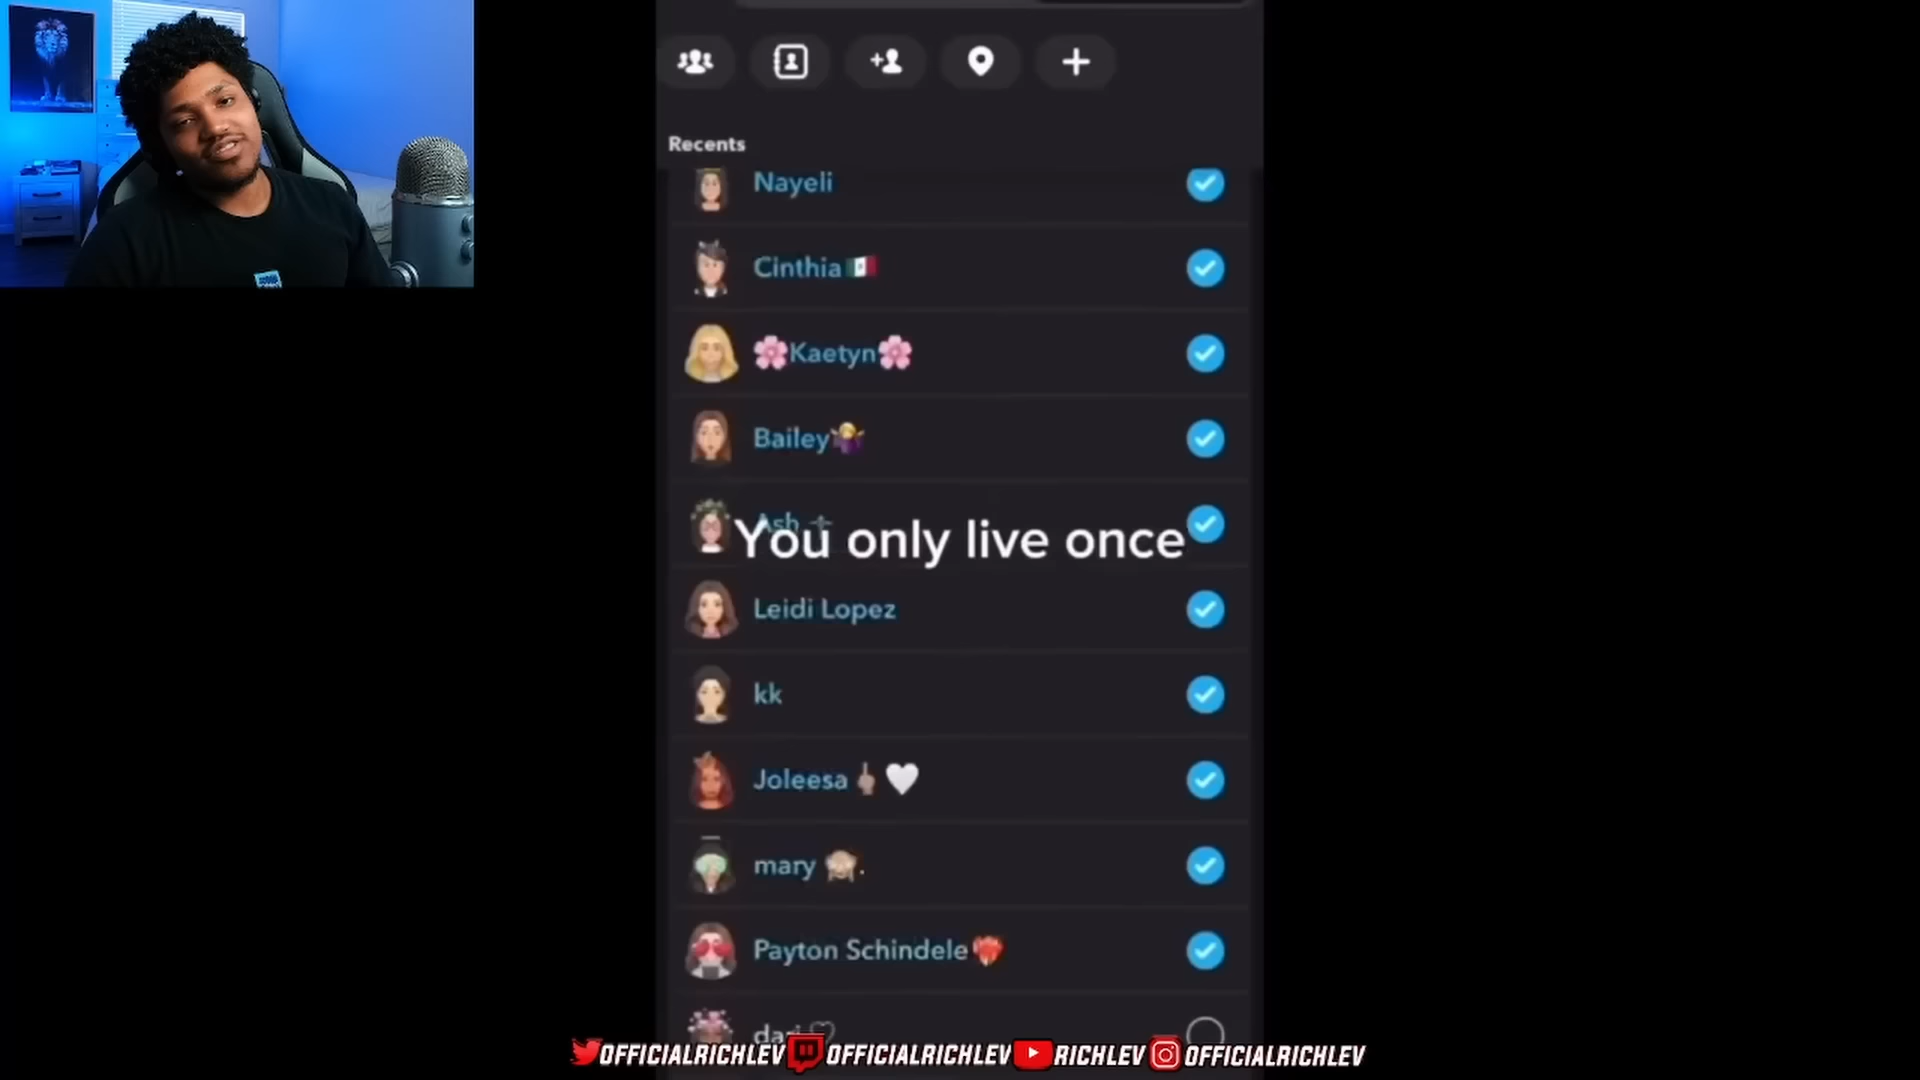 Recents
Nayeli
Cinthia🇲🇽
🌸Kaetyn🌸
Bailey🤷‍♀️
Ash
You only live once
Leidi Lopez
kk
Joleesa🖕🏽🤍
mary 🙈.
Payton Schindele❤️‍🔥
OFFICIALRICHLEV OFFICIALRICHLEV RICHLEV OFFICIALRICHLEV